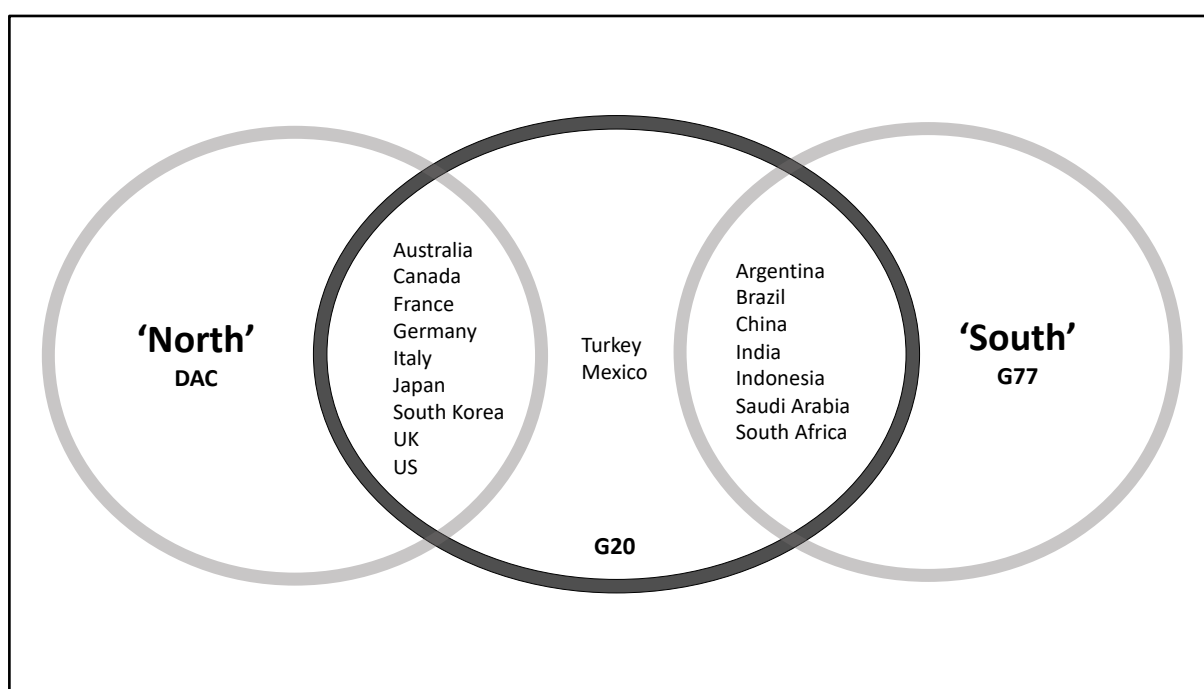 ‘North’
DAC
Australia
Canada
France
Germany
Italy
Japan
South Korea
UK
US
Turkey
Mexico
G20
Argentina
Brazil
China
India
Indonesia
Saudi Arabia
South Africa
‘South’
G77